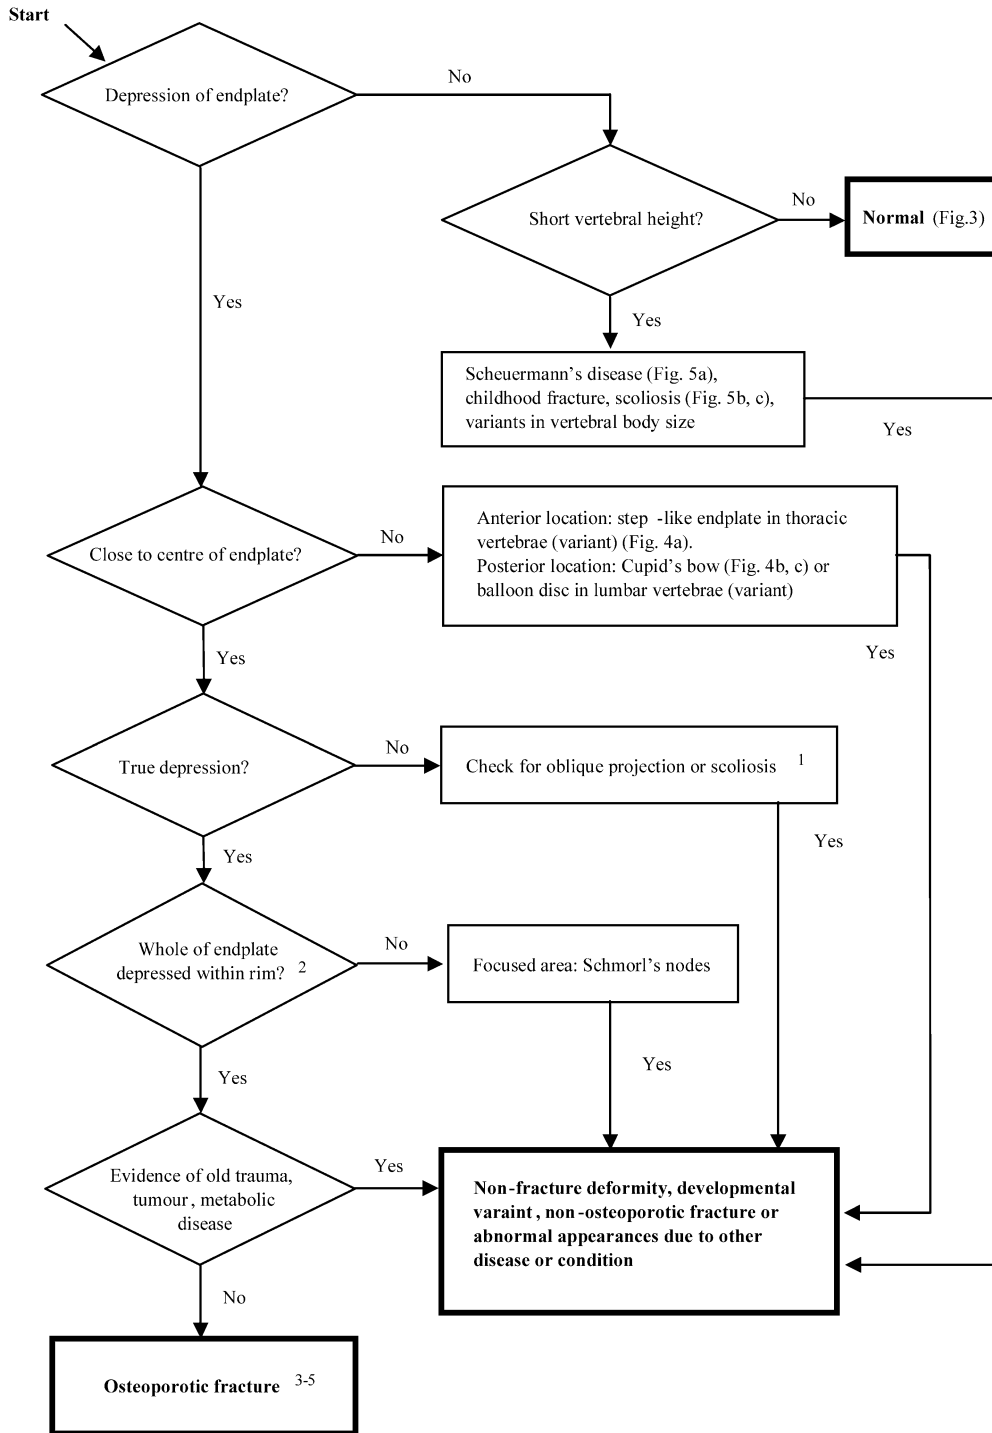 Start
Depression of endplate?
No
Short vertebral height?
No
Normal (Fig.3)
Yes
Yes
Scheuermann's disease (Fig. 5a),
childhood fracture, scoliosis (Fig. 5b, c),
variants in vertebral body size
Yes
Close to centre of endplate?
No
Anterior location: step -like endplate in thoracic
vertebrae (variant) (Fig. 4a).
Posterior location: Cupid's bow (Fig. 4b, c) or
balloon disc in lumbar vertebrae (variant)
Yes
Yes
True depression?
No
Check for oblique projection or scoliosis 1
Yes
Yes
Whole of endplate
depressed within rim? 2
No
Focused area: Schmorl's nodes
Yes
Yes
Evidence of old trauma,
tumour, metabolic
disease
Yes
Non-fracture deformity, developmental
varaint, non-osteoporotic fracture or
abnormal appearances due to other
disease or condition
No
Osteoporotic fracture 3-5